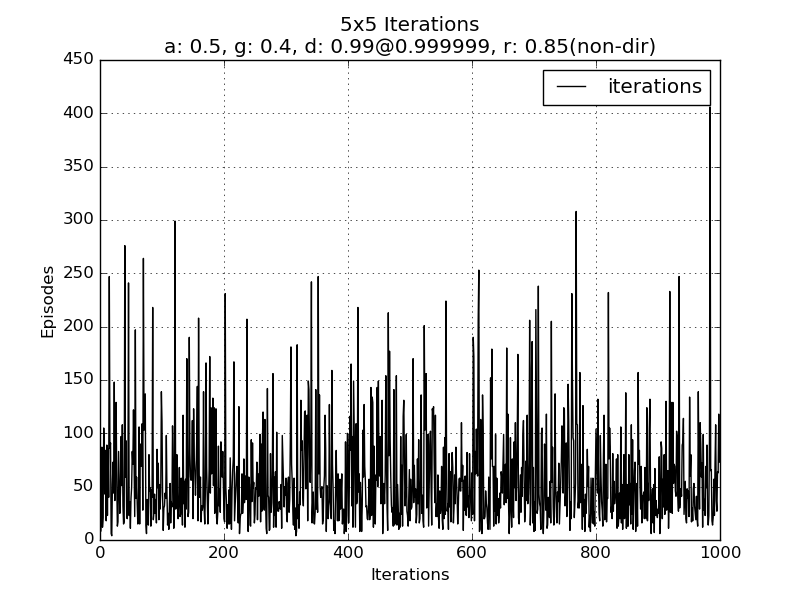 5x5 Iterations
a: 0.5, g: 0.4, d: 0.99@0.999999, r: 0.85(non-dir)
iterations
450
400
350
300
250
200
150
100
50
0
Episodes
0 200 400 600 800 1000
Iterations